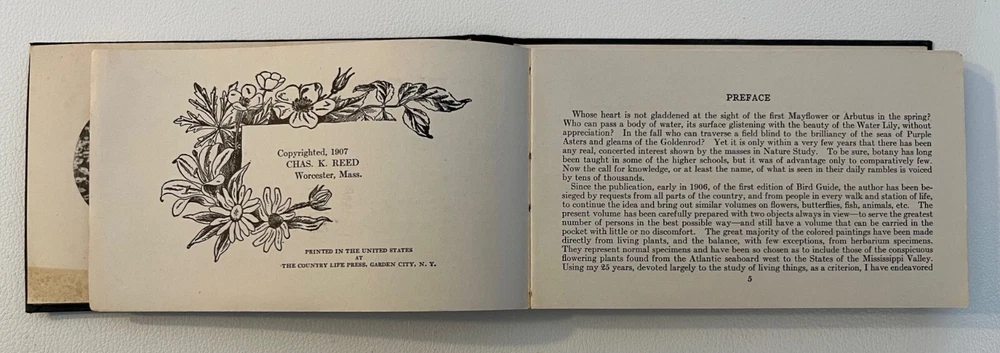 Copyrighted, 1907
CHAS. K. REED
Worcester, Mass.
PRINTED IN THE UNITED STATES
AT
THE COUNTRY LIFE PRESS, GARDEN CITY, N. Y.
PREFACE
Whose heart is not gladdened at the sight of the first Mayflower or Arbutus in the spring?
Who can pass a body of water, its surface glistening with the beauty of the Water Lily, without
appreciation? In the fall who can traverse a field blind to the brilliancy of the seas of Purple
Asters and gleams of the Goldenrod? Yet it is only within a very few years that there has been
any real, concerted interest shown by the masses in Nature Study. To be sure, botany has long
been taught in some of the higher schools, but it was of advantage only to comparatively few.
Now the call for knowledge, or at least the name, of what is seen in their daily rambles is voiced
by tens of thousands.
Since the publication, early in 1906, of the first edition of Bird Guide, the author has been be-
sieged by requests from all parts of the country, and from people in every walk and station of life,
to continue the idea and bring out similar volumes on flowers, butterflies, fish, animals, etc. The
present volume has been carefully prepared with two objects always in view—to serve the greatest
number of persons in the best possible way—and still have a volume that can be carried in the
pocket with little or no discomfort. The great majority of the colored paintings have been made
directly from living plants, and the balance, with few exceptions, from herbarium specimens.
They represent normal specimens and have been so chosen as to include those of the conspicuous
flowering plants found from the Atlantic seaboard west to the States of the Mississippi Valley.
Using my 25 years, devoted largely to the study of living things, as a criterion, I have endeavored
5